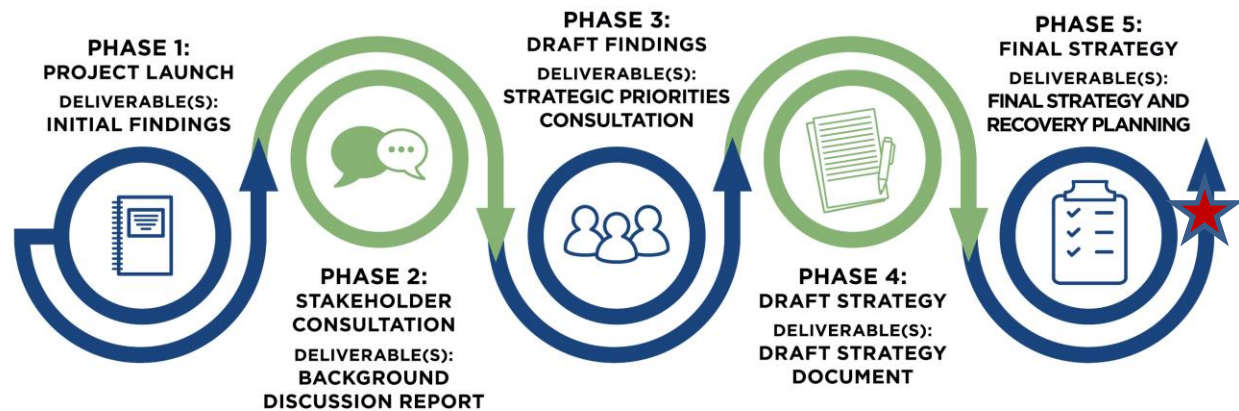 PHASE 1:
PROJECT LAUNCH
DELIVERABLE(S):
INITIAL FINDINGS
PHASE 2:
STAKEHOLDER
CONSULTATION
DELIVERABLE(S):
BACKGROUND
DISCUSSION REPORT
PHASE 3:
DRAFT FINDINGS
DELIVERABLE(S):
STRATEGIC PRIORITIES
CONSULTATION
PHASE 4:
DRAFT STRATEGY
DELIVERABLE(S):
DRAFT STRATEGY
DOCUMENT
PHASE 5:
FINAL STRATEGY
DELIVERABLE(S):
FINAL STRATEGY AND
RECOVERY PLANNING